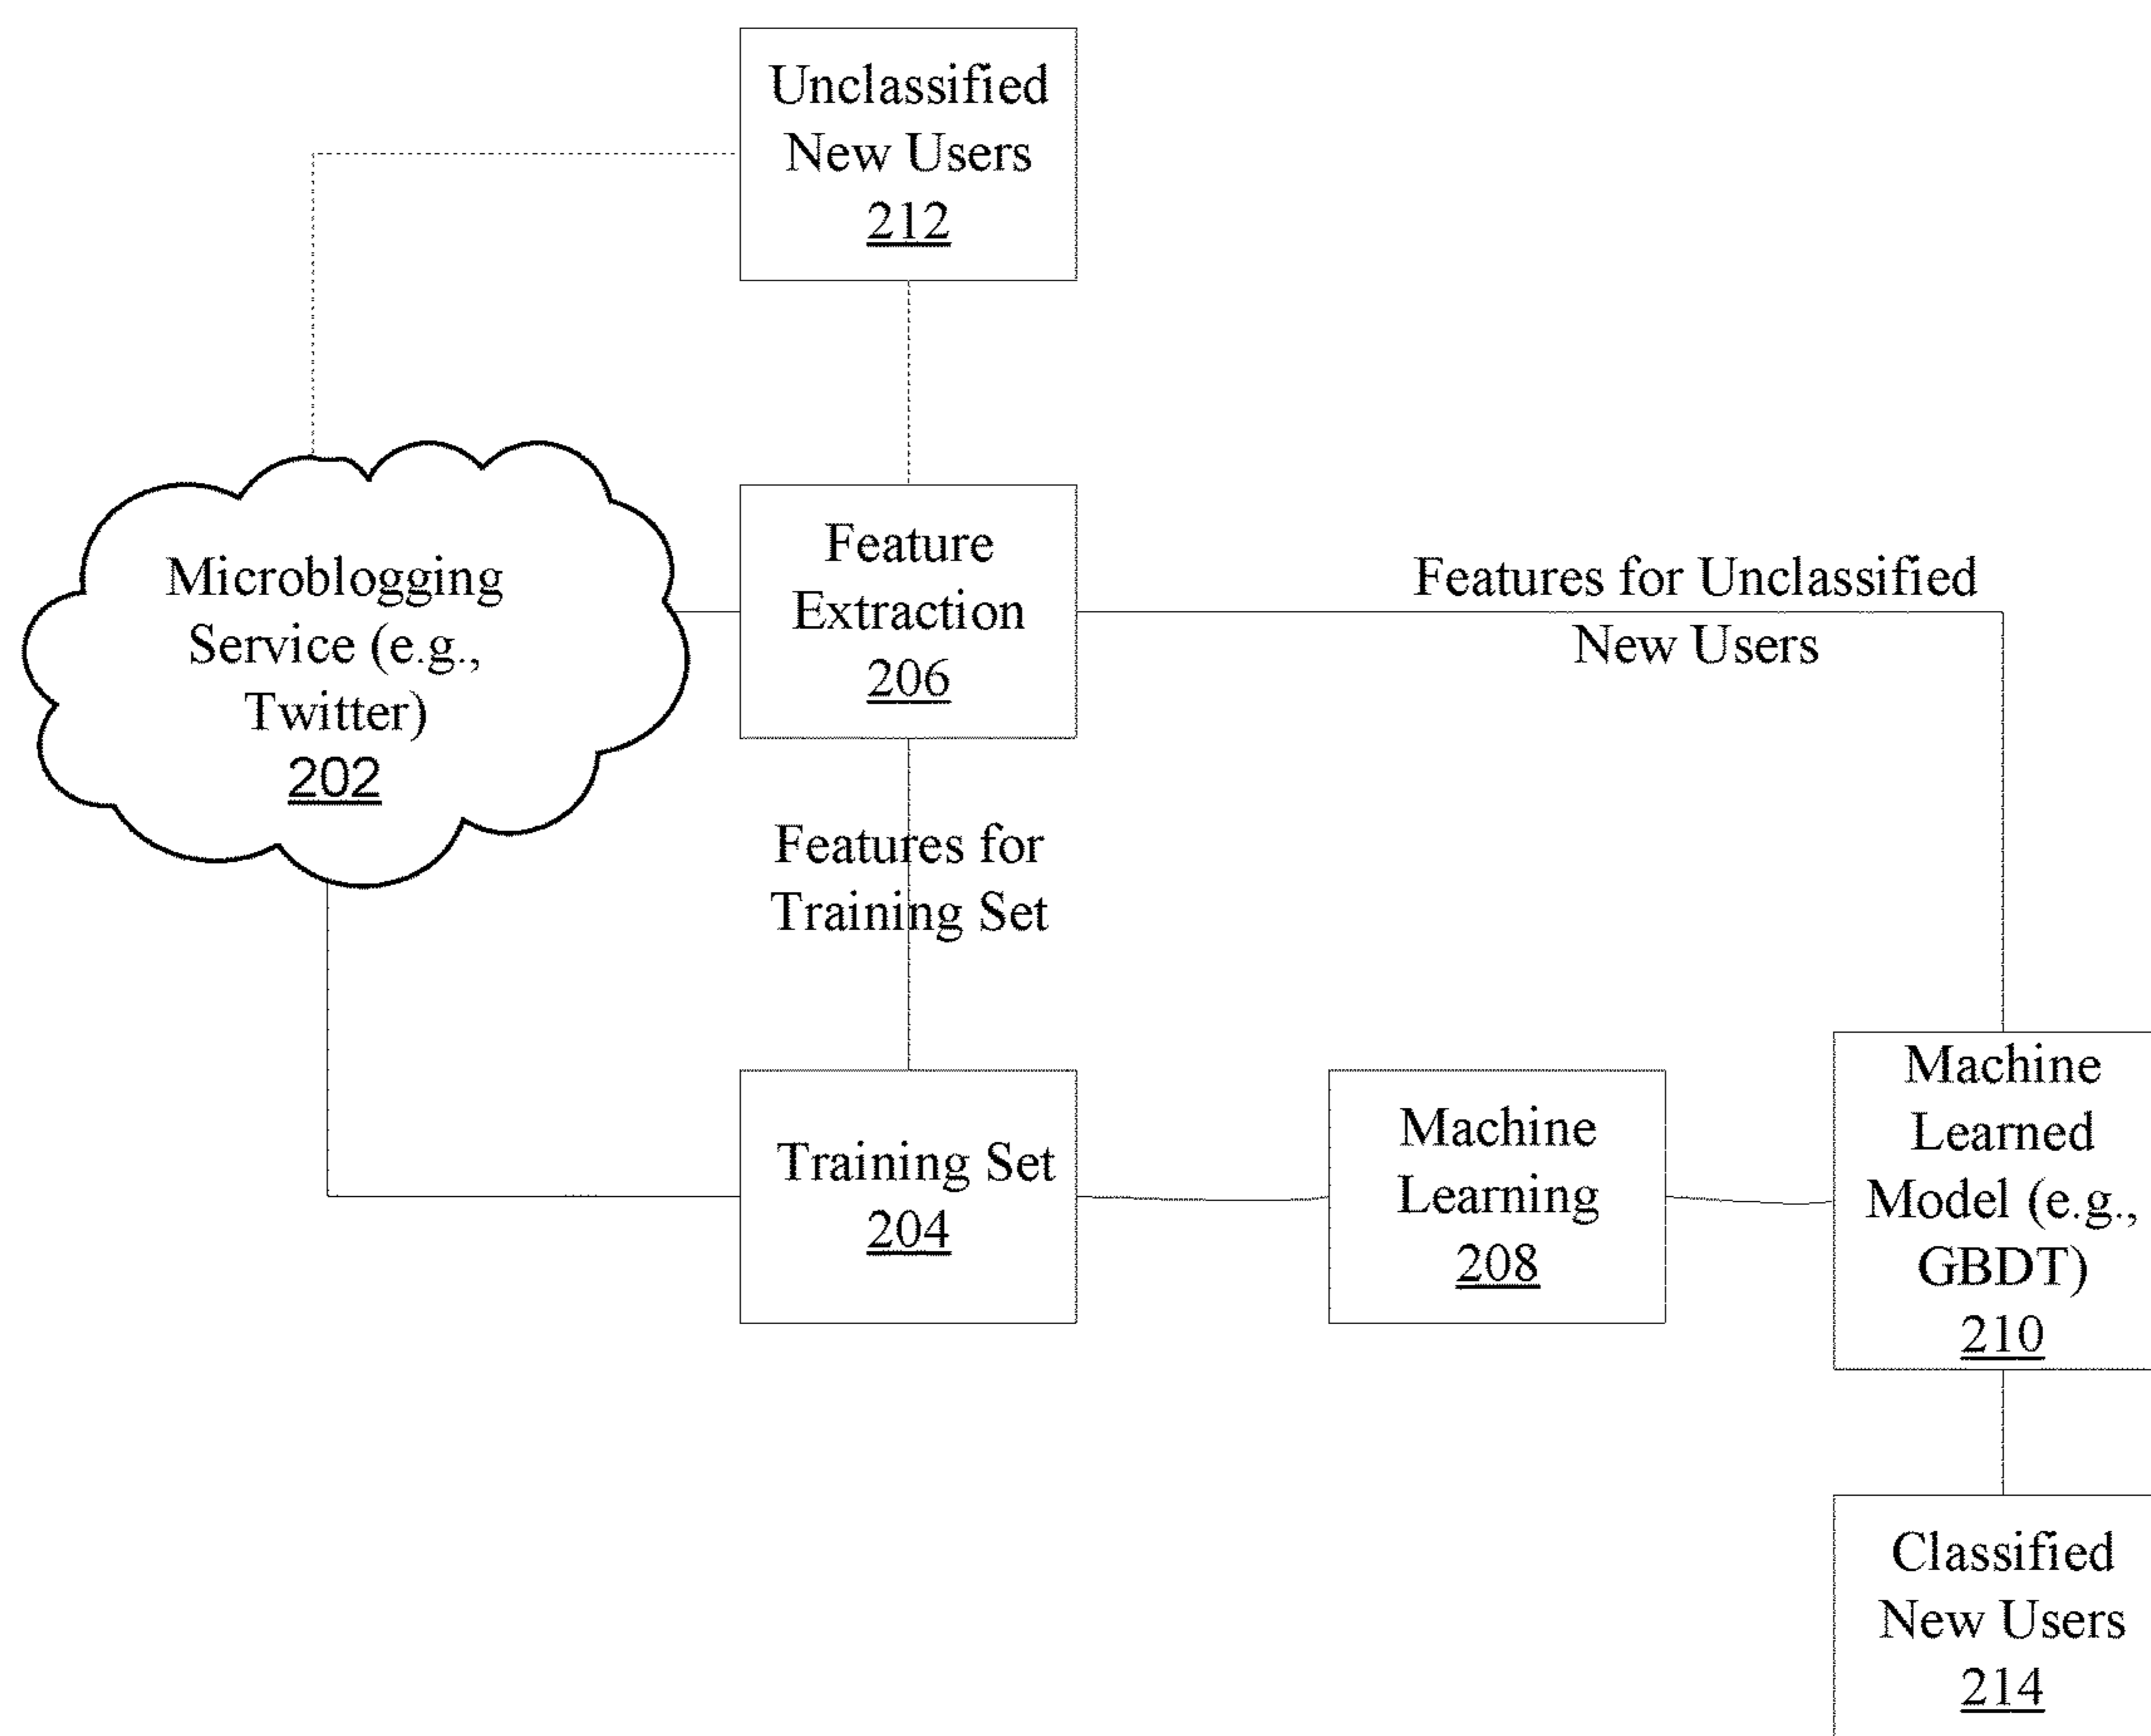 Unclassified
New Users
212
Microblogging
Service (e.g.,
Twitter)
202
Feature
Extraction
206
Features for Unclassified
New Users
Features for
Training Set
Training Set
204
Machine
Learning
208
Machine
Learned
Model (e.g.,
GBDT)
210
Classified
New Users
214